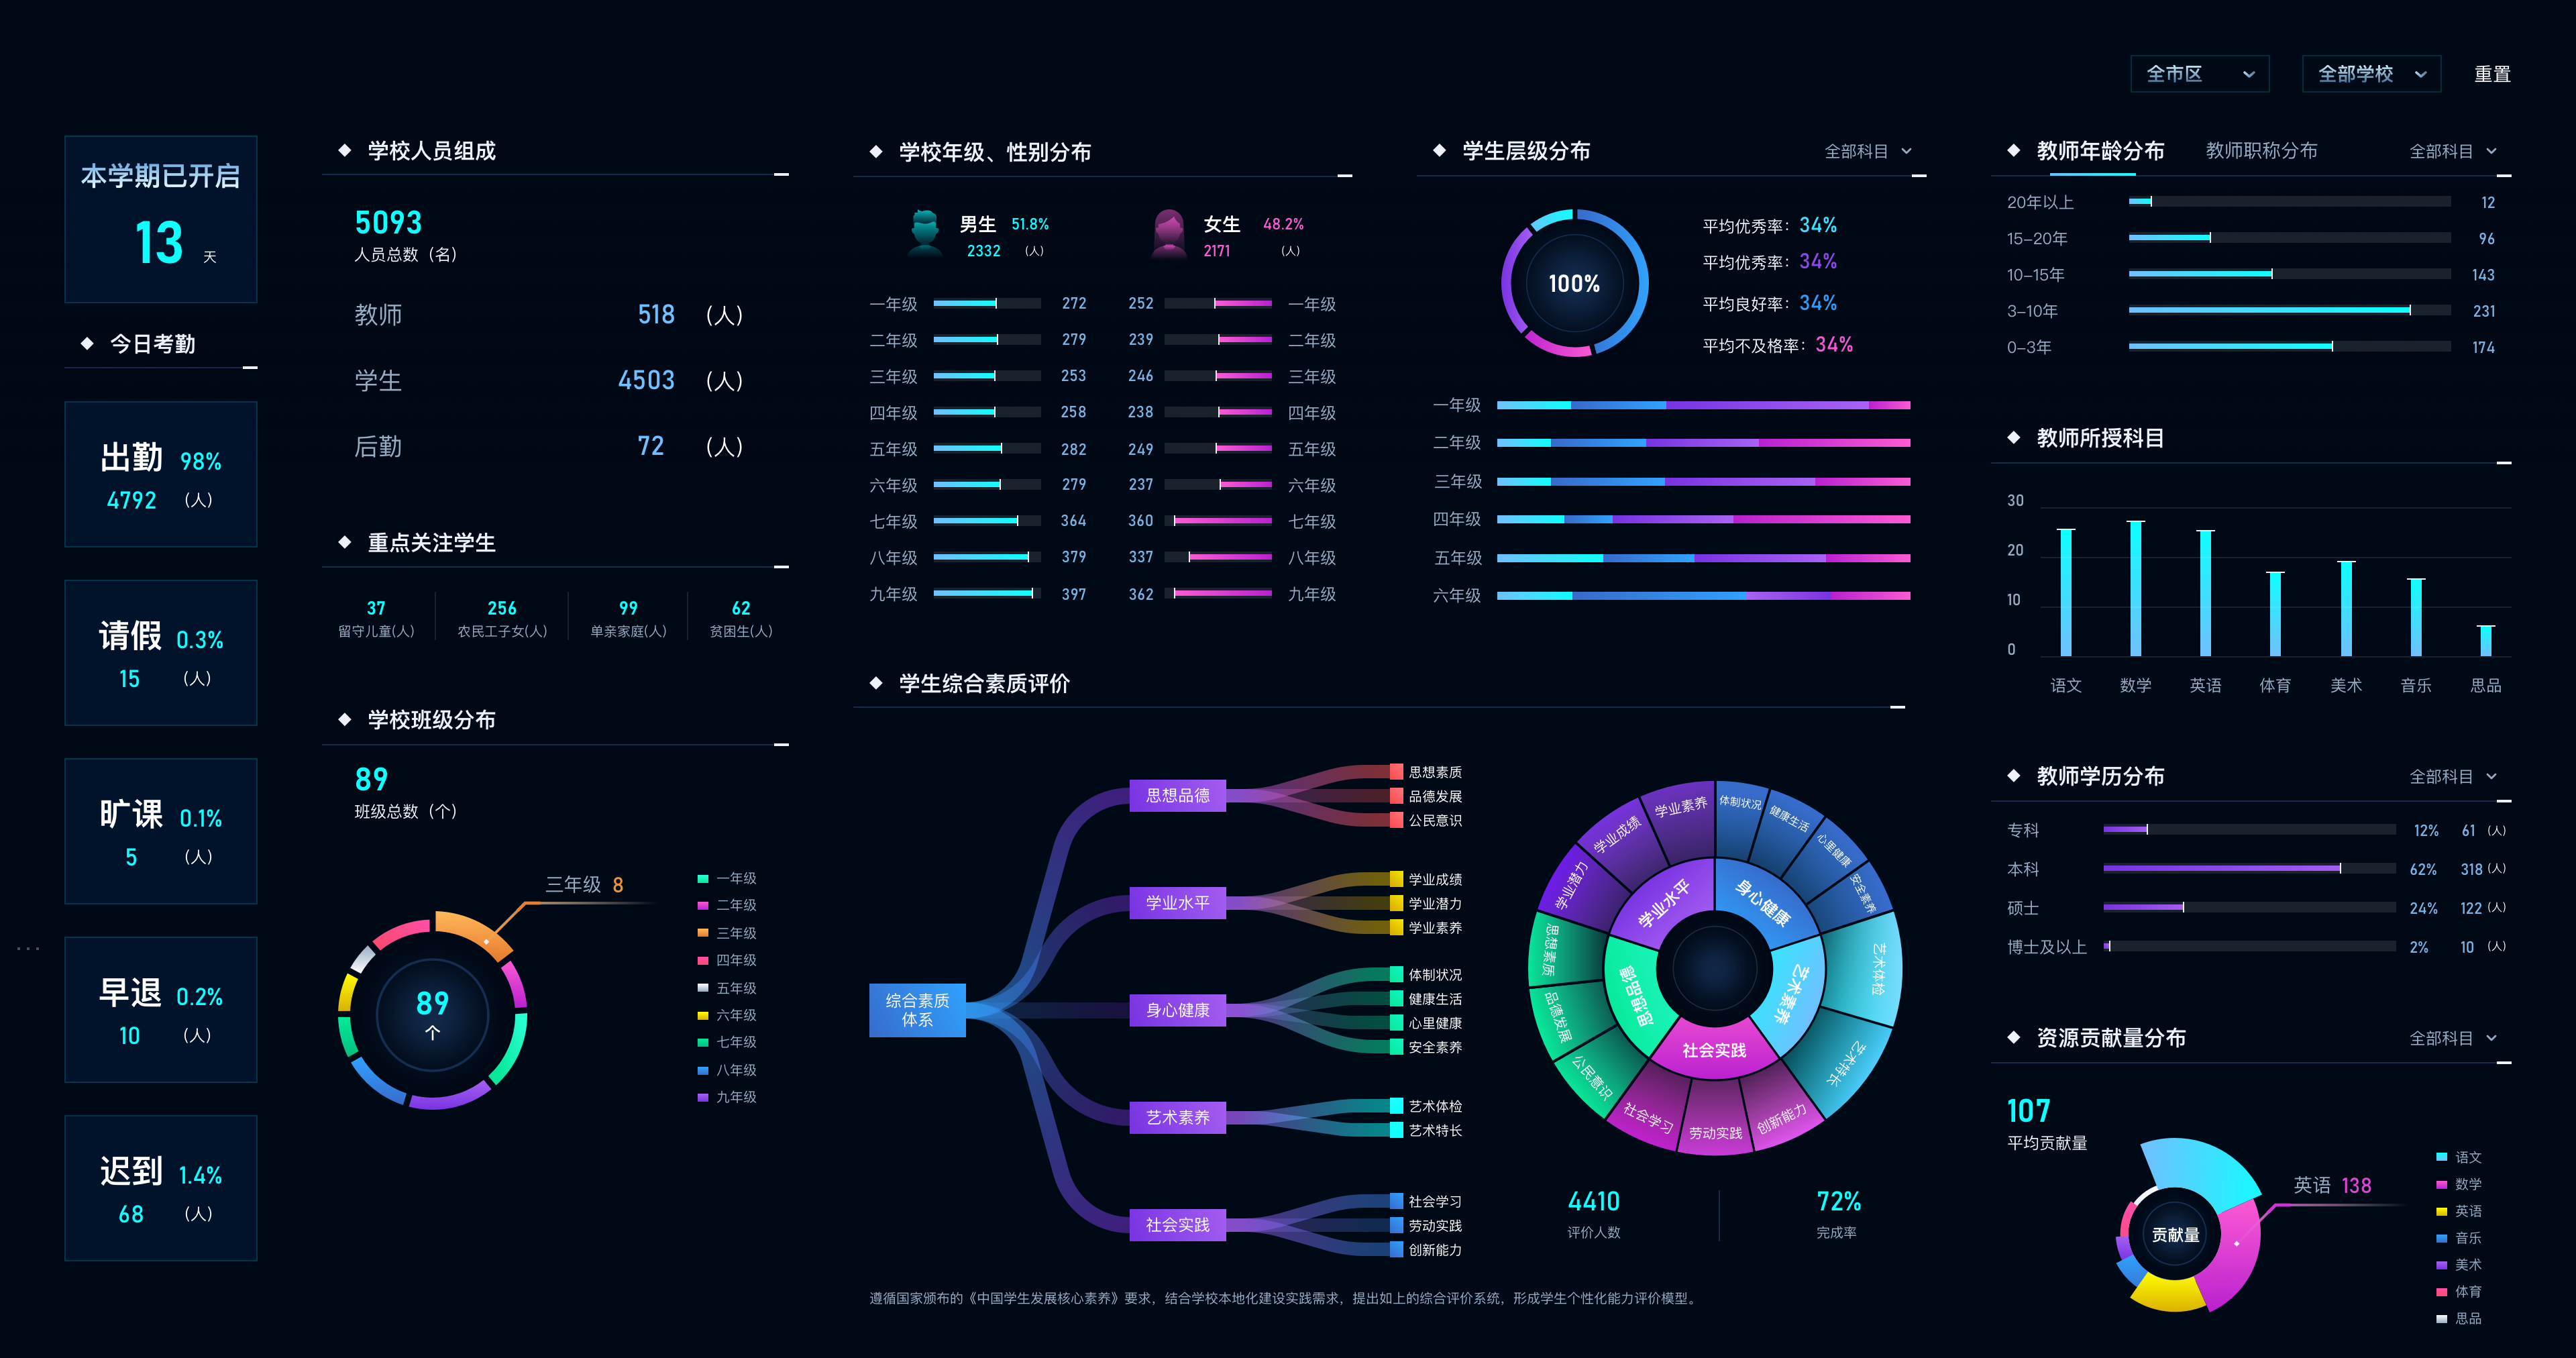 全市区
全部学校
重置
本学期已开启
13 天
今日考勤
出勤 98%
4792 (人)
请假 0.3%
15 (人)
旷课 0.1%
5 (人)
早退 0.2%
10 (人)
迟到 1.4%
68 (人)
学校人员组成
5093
人员总数（名）
教师 518 (人)
学生 4503 (人)
后勤 72 (人)
重点关注学生
37 256 99 62
留守儿童(人) 农民工子女(人) 单亲家庭(人) 贫困生(人)
学校班级分布
89
班级总数（个）
三年级 8
89
个
一年级
二年级
三年级
四年级
五年级
六年级
七年级
八年级
九年级
学校年级、性别分布
男生 51.8%
2332 (人)
女生 48.2%
2171 (人)
一年级 272 252 一年级
二年级 279 239 二年级
三年级 253 246 三年级
四年级 258 238 四年级
五年级 282 249 五年级
六年级 279 237 六年级
七年级 364 360 七年级
八年级 379 337 八年级
九年级 397 362 九年级
学生层级分布
全部科目
100%
平均优秀率：34%
平均优秀率：34%
平均良好率：34%
平均不及格率：34%
一年级
二年级
三年级
四年级
五年级
六年级
学生综合素质评价
综合素质
体系
思想品德
思想素质
品德发展
公民意识
学业水平
学业成绩
学业潜力
学业素养
身心健康
体制状况
健康生活
心里健康
安全素养
艺术素养
艺术体检
艺术特长
社会实践
社会学习
劳动实践
创新能力
体制状况
健康生活
心里健康
安全素养
艺术体检
艺术特长
创新能力
劳动实践
社会学习
公民意识
品德发展
思想素质
学业潜力
学业成绩
学业素养
身心健康
艺术素养
社会实践
思想品德
学业水平
4410
评价人数
72%
完成率
遵循国家颁布的《中国学生发展核心素养》要求，结合学校本地化建设实践需求，提出如上的综合评价系统，形成学生个性化能力评价模型。
教师年龄分布 教师职称分布 全部科目
20年以上 12
15-20年 96
10-15年 143
3-10年 231
0-3年 174
教师所授科目
30
20
10
0
语文 数学 英语 体育 美术 音乐 思品
教师学历分布 全部科目
专科 12% 61 (人)
本科 62% 318 (人)
硕士 24% 122 (人)
博士及以上 2% 10 (人)
资源贡献量分布 全部科目
107
平均贡献量
英语 138
贡献量
语文
数学
英语
音乐
美术
体育
思品